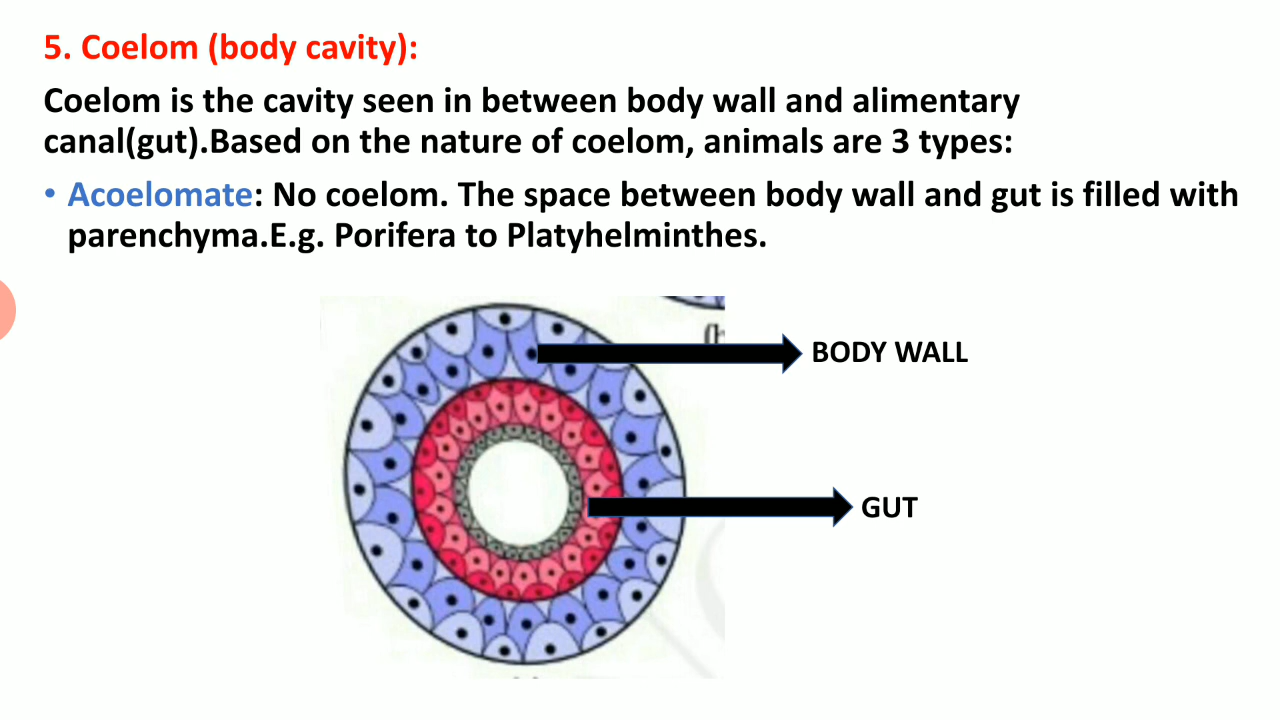 5. Coelom (body cavity):
Coelom is the cavity seen in between body wall and alimentary
canal(gut).Based on the nature of coelom, animals are 3 types:
• Acoelomate: No coelom. The space between body wall and gut is filled with
parenchyma.E.g. Porifera to Platyhelminthes.
BODY WALL
GUT